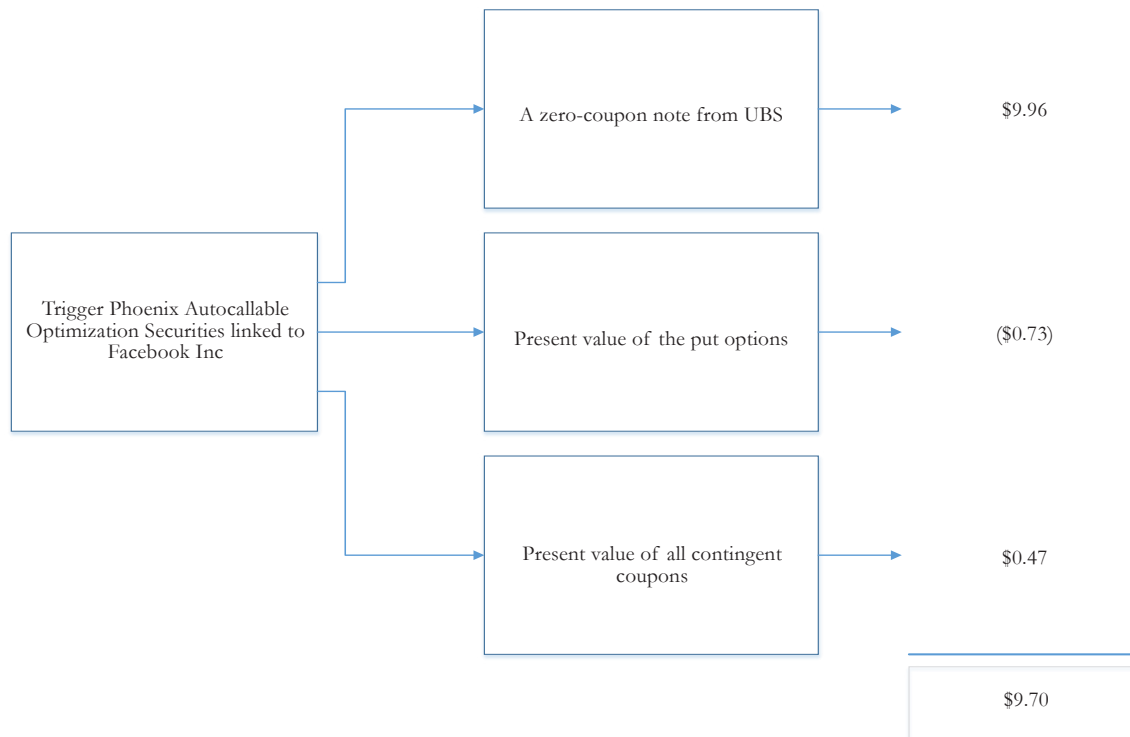 A zero-coupon note from UBS
$9.96
Trigger Phoenix Autocallable
Optimization Securities linked to
Facebook Inc
Present value of the put options
($0.73)
Present value of all contingent
coupons
$0.47
$9.70